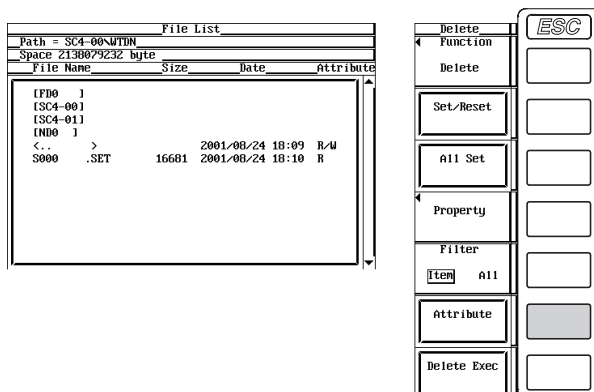 File List
Path = SC4-00\WTDN
Space 2138079232 byte
File Name Size Date Attribute
[FD0 ]
[SC4-00]
[SC4-01]
[ND0 ]
<.. > 2001/08/24 18:09 R/W
S000 .SET 16681 2001/08/24 18:10 R
Delete
Function
Delete
Set/Reset
All Set
Property
Filter
Item All
Attribute
Delete Exec
ESC